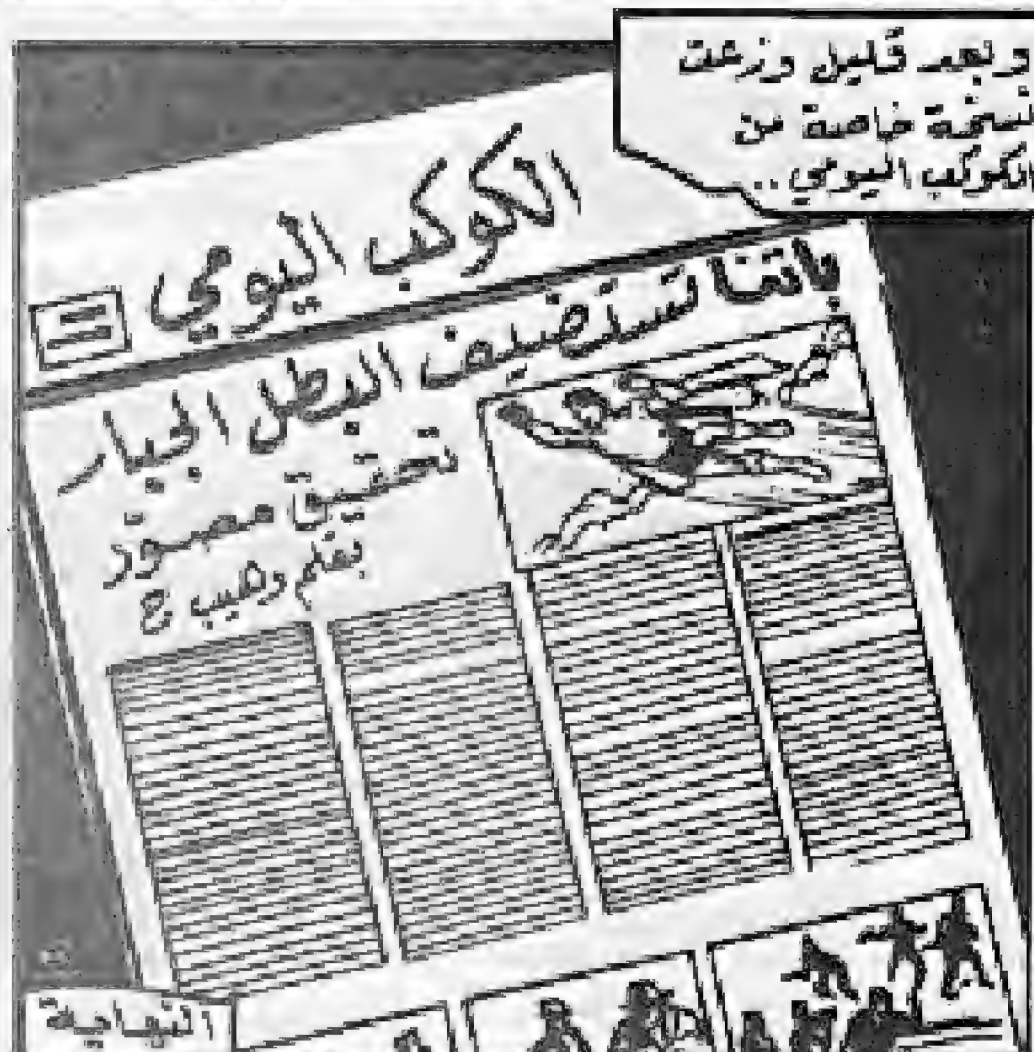 وبعد قليل وزعت
نسخة خاصة من
الكوكب اليومي ..
الكوكب اليومي
باتنا تستضيف البطل الجبار
تحقيق مصور
بقلم وهيب ع
النهاية